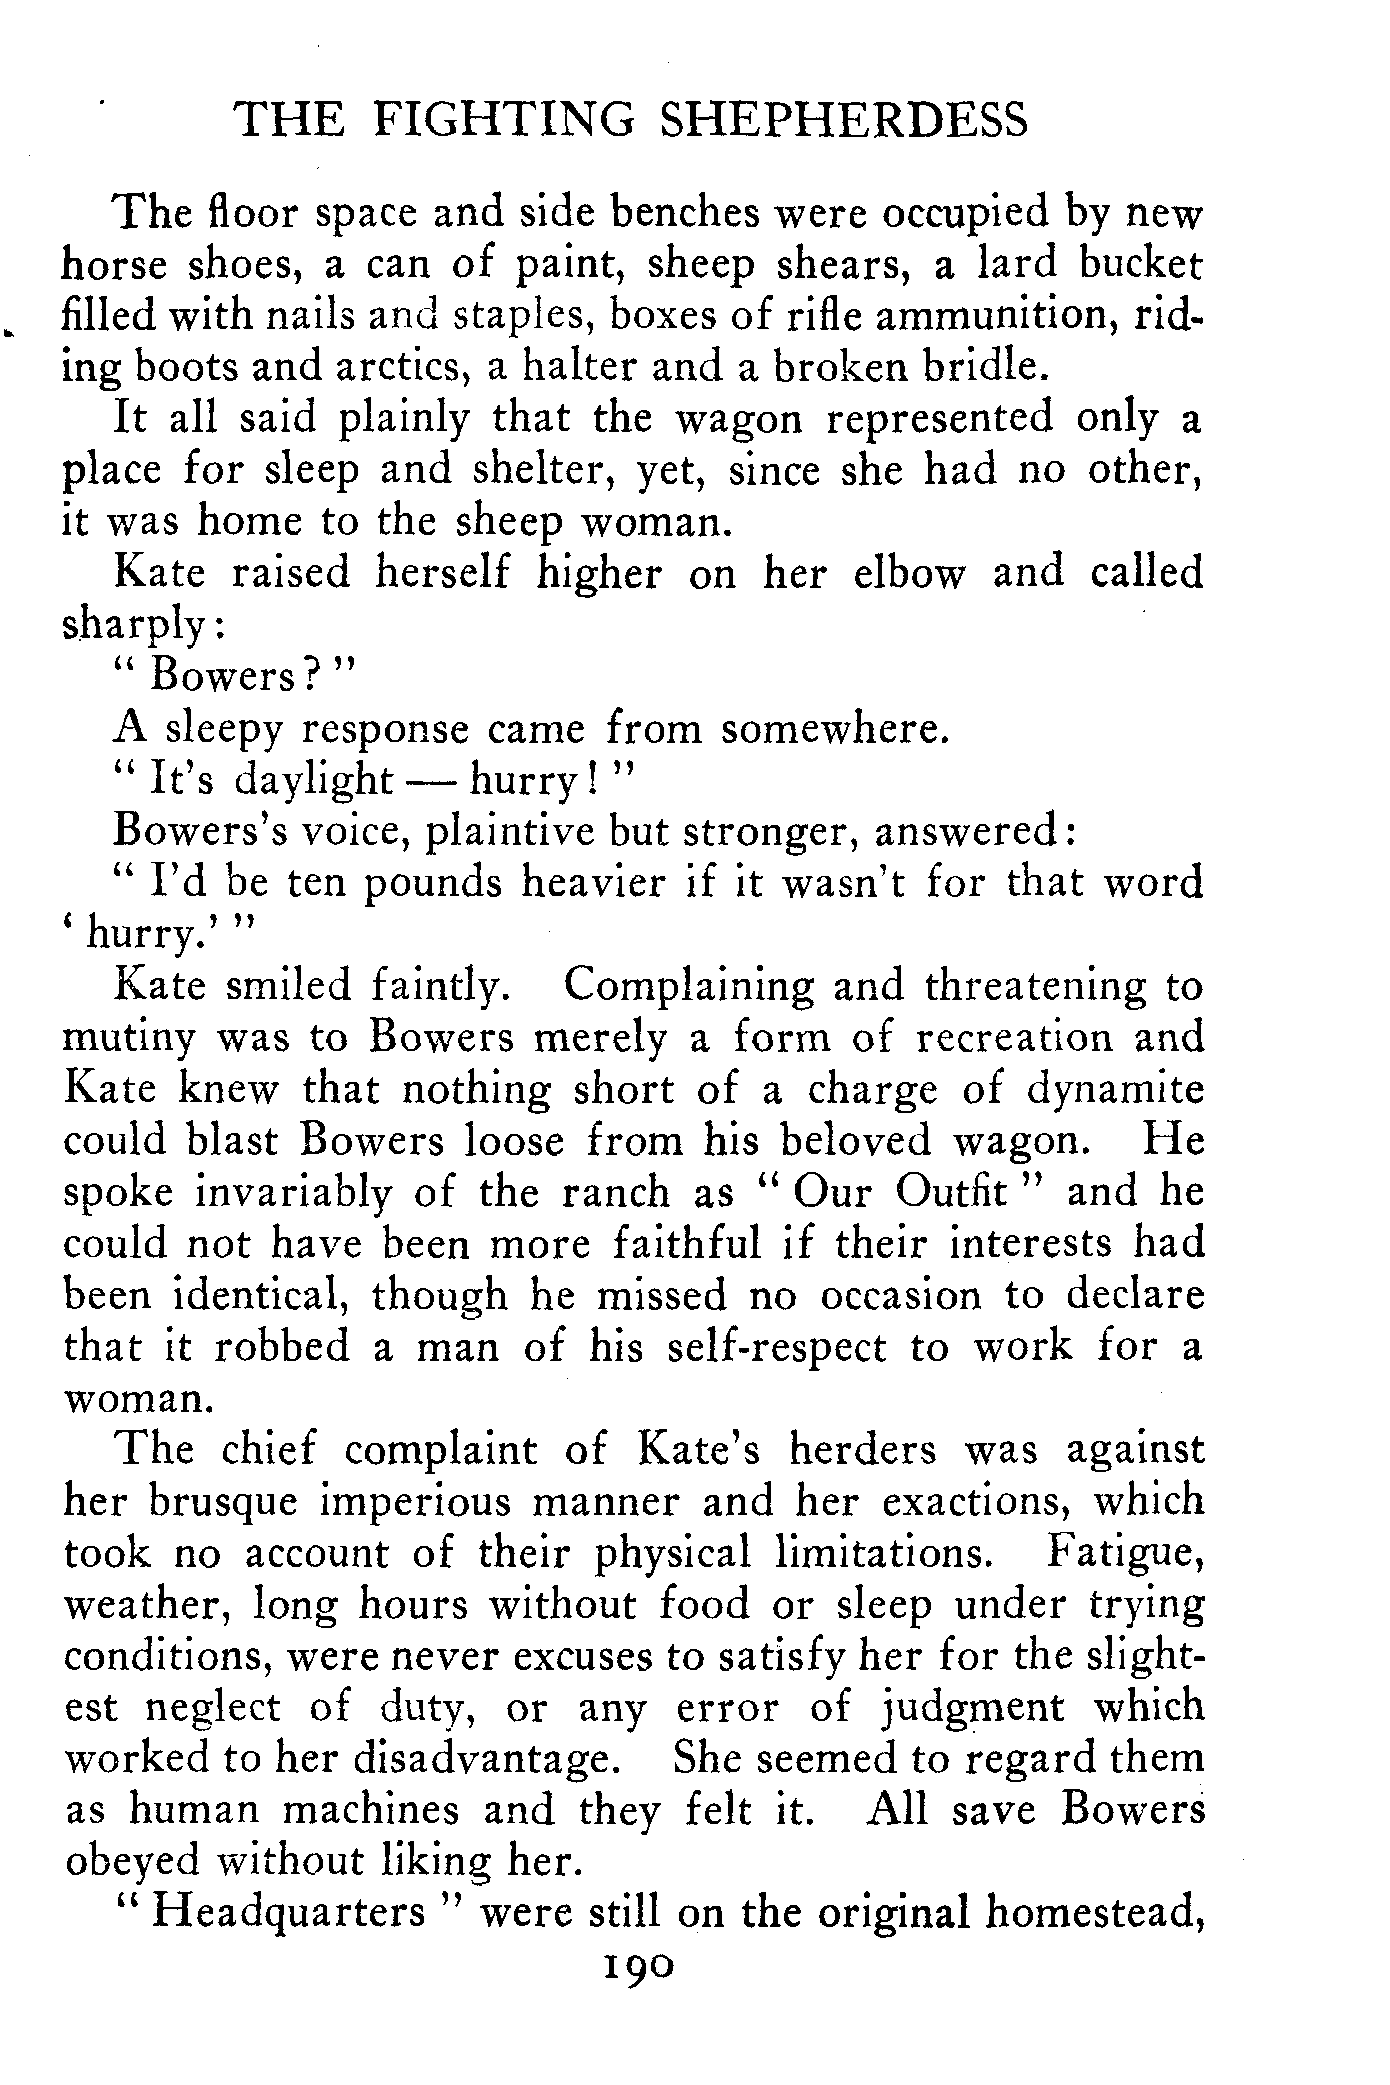 THE FIGHTING SHEPHERDESS
The floor space and side benches were occupied by new
horse shoes, a can of paint, sheep shears, a lard bucket
filled with nails and staples, boxes of rifle ammunition, rid-
ing boots and arctics, a halter and a broken bridle.
It all said plainly that the wagon represented only a
place for sleep and shelter, yet, since she had no other,
it was home to the sheep woman.
Kate raised herself higher on her elbow and called
sharply:
" Bowers? "
A sleepy response came from somewhere.
" It's daylight — hurry! "
Bowers's voice, plaintive but stronger, answered:
" I'd be ten pounds heavier if it wasn't for that word
' hurry.' "
Kate smiled faintly. Complaining and threatening to
mutiny was to Bowers merely a form of recreation and
Kate knew that nothing short of a charge of dynamite
could blast Bowers loose from his beloved wagon. He
spoke invariably of the ranch as " Our Outfit " and he
could not have been more faithful if their interests had
been identical, though he missed no occasion to declare
that it robbed a man of his self-respect to work for a
woman.
The chief complaint of Kate's herders was against
her brusque imperious manner and her exactions, which
took no account of their physical limitations. Fatigue,
weather, long hours without food or sleep under trying
conditions, were never excuses to satisfy her for the slight-
est neglect of duty, or any error of judgment which
worked to her disadvantage. She seemed to regard them
as human machines and they felt it. All save Bowers
obeyed without liking her.
" Headquarters " were still on the original homestead,
190